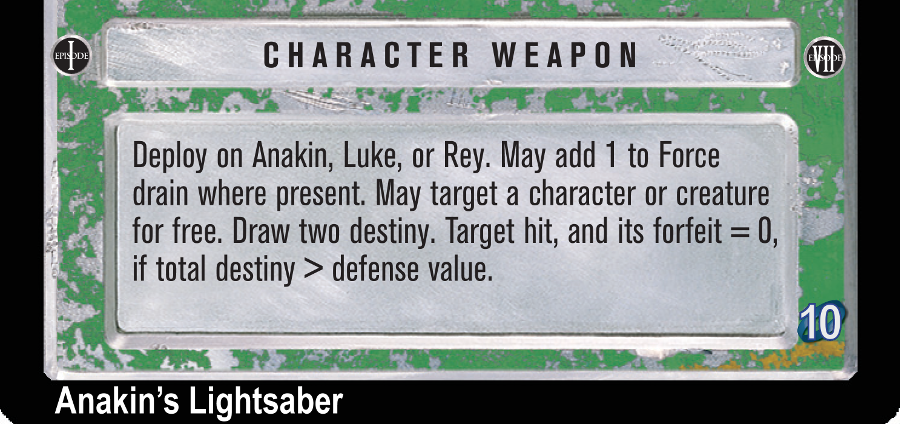 CHARACTER WEAPON
EPISODE I
EPISODE VII
Deploy on Anakin, Luke, or Rey. May add 1 to Force
drain where present. May target a character or creature
for free. Draw two destiny. Target hit, and its forfeit = 0,
if total destiny > defense value.
10
Anakin's Lightsaber